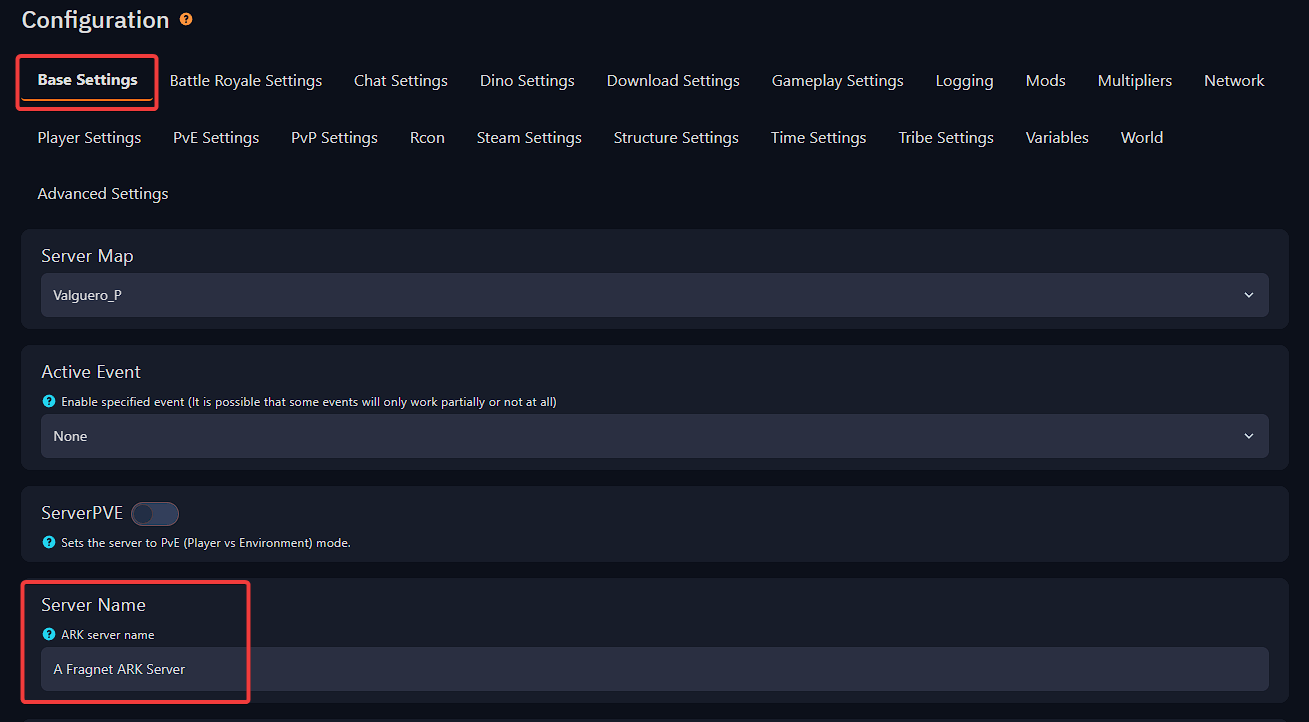 Configuration ?
Base Settings Battle Royale Settings Chat Settings Dino Settings Download Settings Gameplay Settings Logging Mods Multipliers Network
Player Settings PvE Settings PvP Settings Rcon Steam Settings Structure Settings Time Settings Tribe Settings Variables World
Advanced Settings
Server Map
Valguero_P
Active Event
? Enable specified event (It is possible that some events will only work partially or not at all)
None
ServerPVE
? Sets the server to PvE (Player vs Environment) mode.
Server Name
? ARK server name
A Fragnet ARK Server